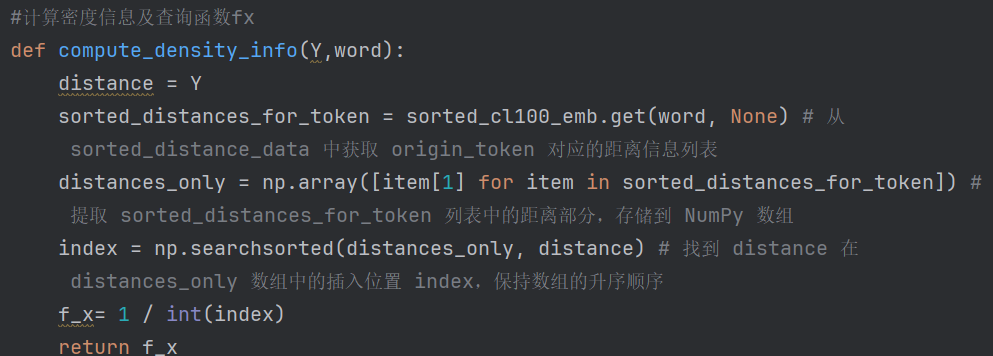 #计算密度信息及查询函数fx
def compute_density_info(Y,word):
    distance = Y
    sorted_distances_for_token = sorted_cl100_emb.get(word, None) # 从
     sorted_distance_data 中获取 origin_token 对应的距离信息列表
    distances_only = np.array([item[1] for item in sorted_distances_for_token]) #
     提取 sorted_distances_for_token 列表中的距离部分，存储到 NumPy 数组
    index = np.searchsorted(distances_only, distance) # 找到 distance 在
     distances_only 数组中的插入位置 index，保持数组的升序顺序
    f_x= 1 / int(index)
    return f_x